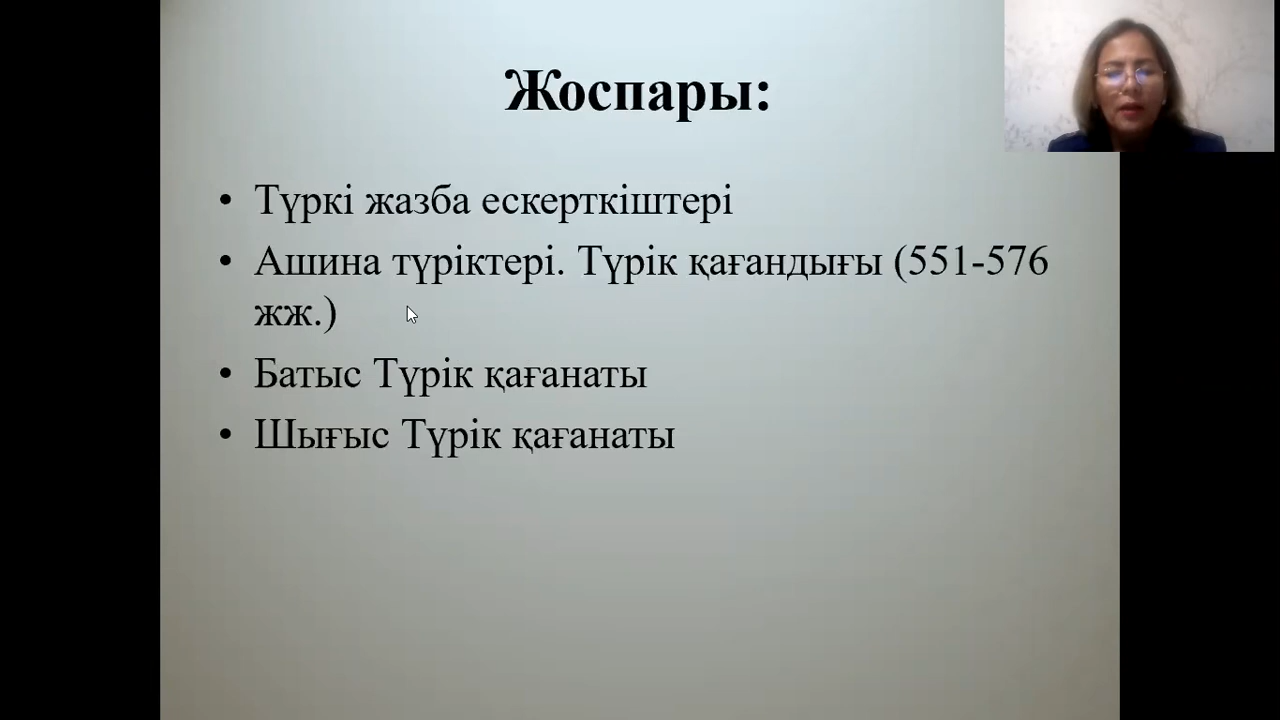 Жоспары:
• Түркі жазба ескерткіштері
• Ашина түріктері. Түрік қағандығы (551-576
жж.)
• Батыс Түрік қағанаты
• Шығыс Түрік қағанаты